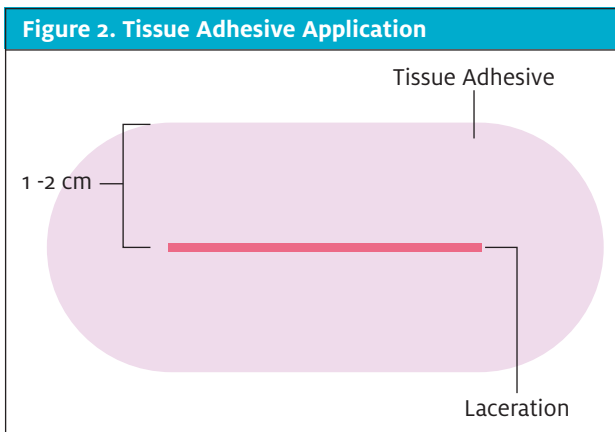 Figure 2. Tissue Adhesive Application
Tissue Adhesive
1 -2 cm
Laceration